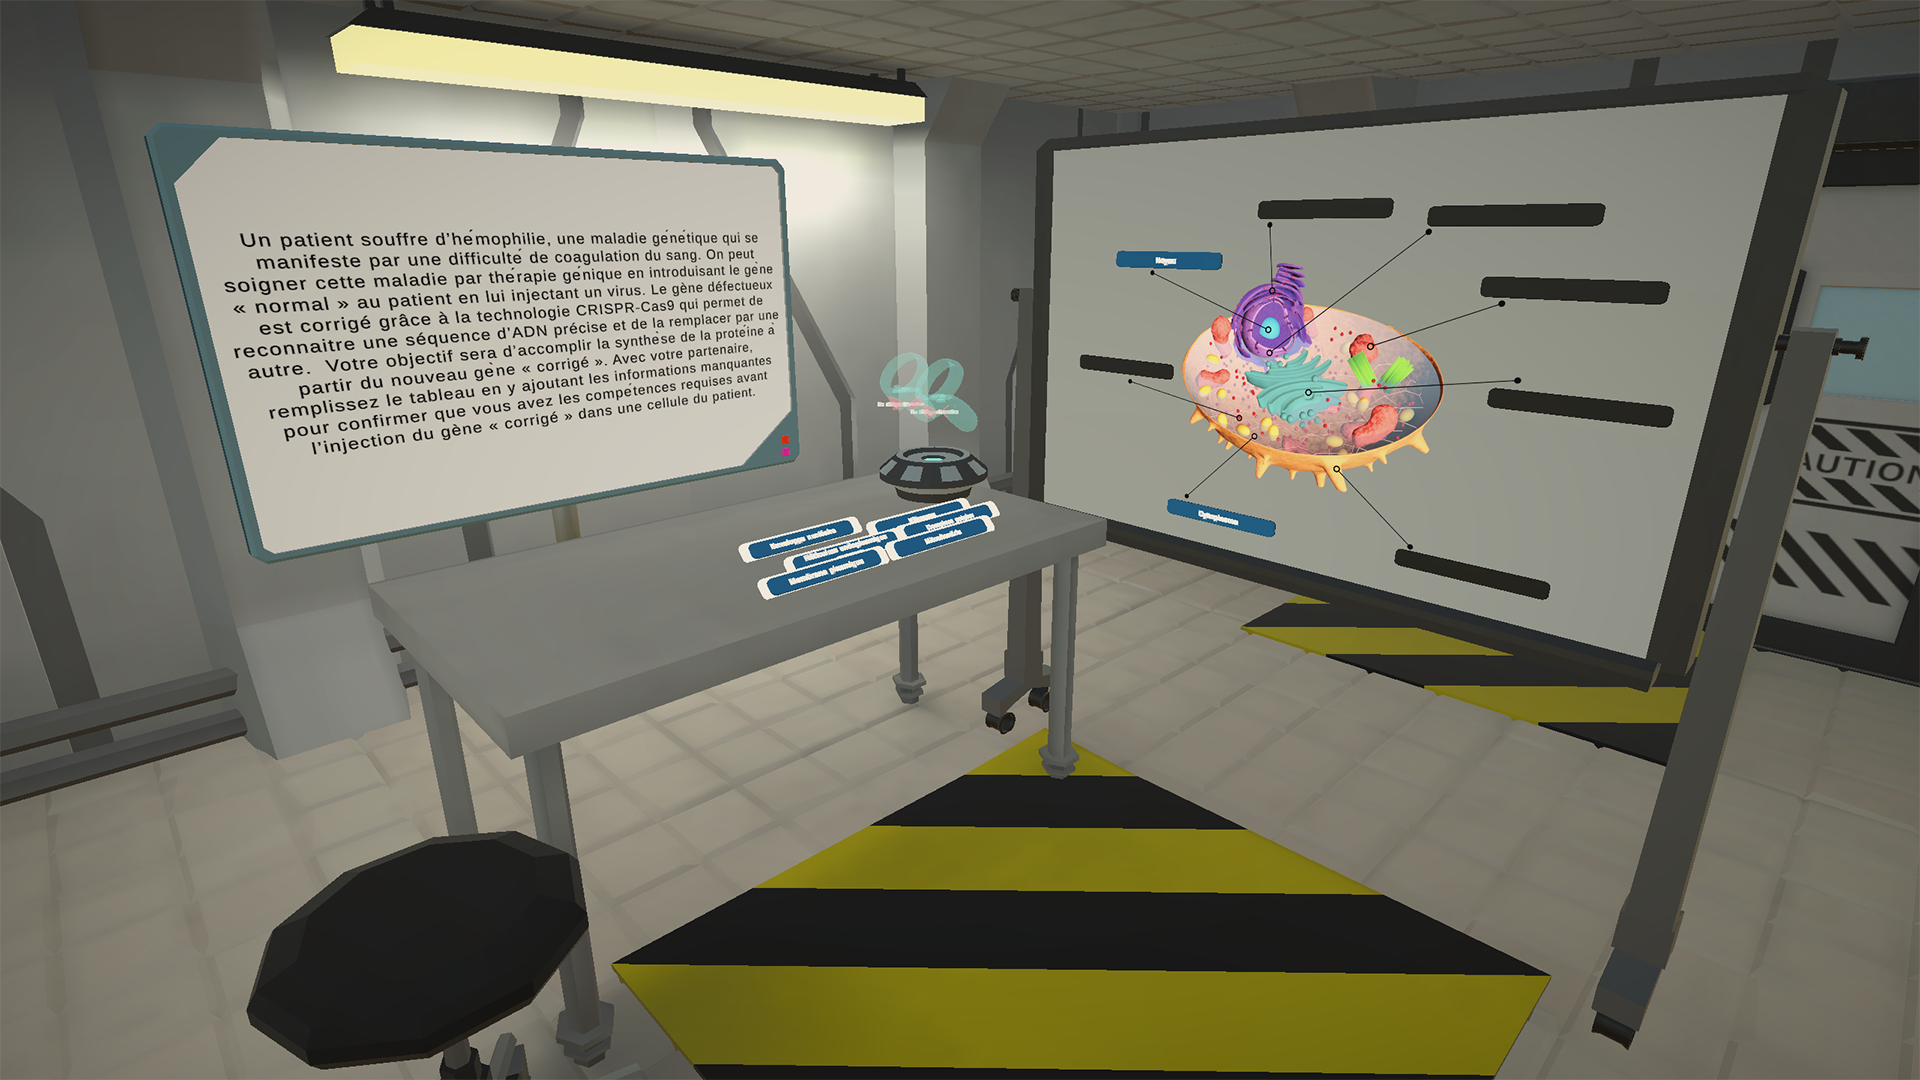 Un patient souffre d'hémophilie, une maladie génétique qui se
manifeste par une difficulté de coagulation du sang. On peut
soigner cette maladie par thérapie génique en introduisant le gène
« normal » au patient en lui injectant un virus. Le gène défectueux
est corrigé grâce à la technologie CRISPR-Cas9 qui permet de
reconnaitre une séquence d'ADN précise et de la remplacer par une
autre. Votre objectif sera d'accomplir la synthèse de la protéine à
partir du nouveau gène « corrigé ». Avec votre partenaire,
remplissez le tableau en y ajoutant les informations manquantes
pour confirmer que vous avez les compétences requises avant
l'injection du gène « corrigé » dans une cellule du patient.
Noyau
Cytoplasme
Enveloppe nucléaire
Réticulum endoplasmique
Membrane plasmique
Mitochondrie
AUTION